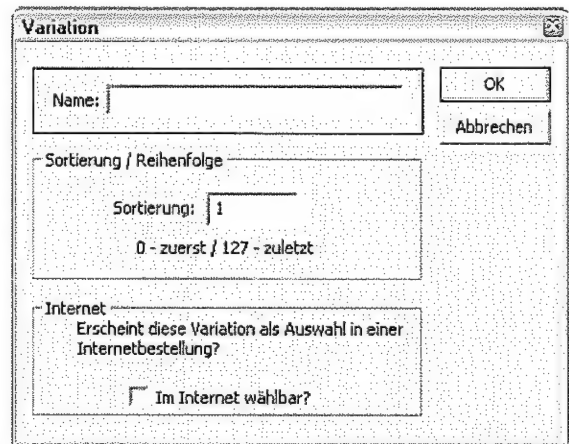 Variation
Name:
OK
Abbrechen
Sortierung / Reihenfolge
Sortierung: 1
0 - zuerst / 127 - zuletzt
Internet
Erscheint diese Variation als Auswahl in einer
Internetbestellung?
Im Internet wählbar?